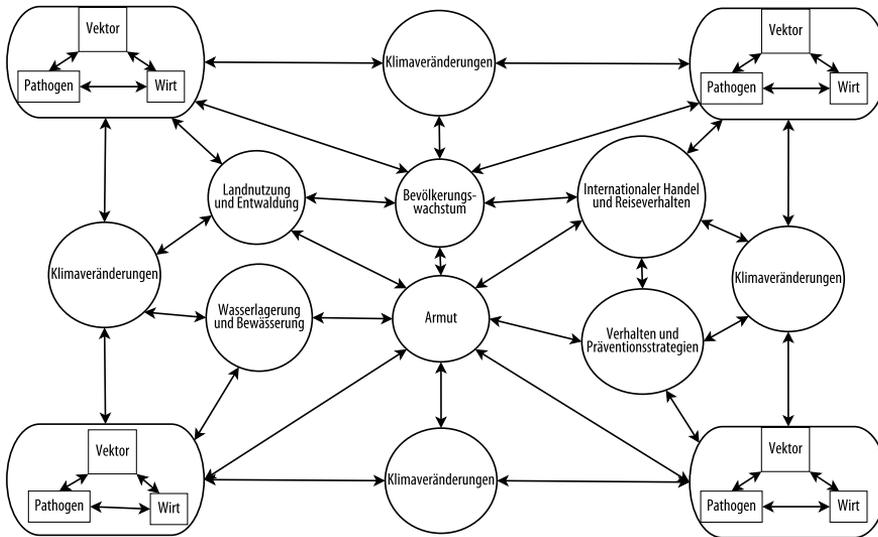 Vektor
Pathogen
Wirt
Klimaveränderungen
Vektor
Pathogen
Wirt
Landnutzung
und Entwaldung
Bevölkerungs-
wachstum
Internationaler Handel
und Reiseverhalten
Klimaveränderungen
Klimaveränderungen
Wasserlagerung
und Bewässerung
Armut
Verhalten und
Präventionsstrategien
Vektor
Pathogen
Wirt
Klimaveränderungen
Vektor
Pathogen
Wirt